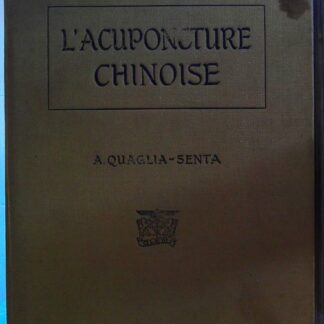 L'ACUPONCTURE
CHINOISE
A. QUAGLIA-SENTA